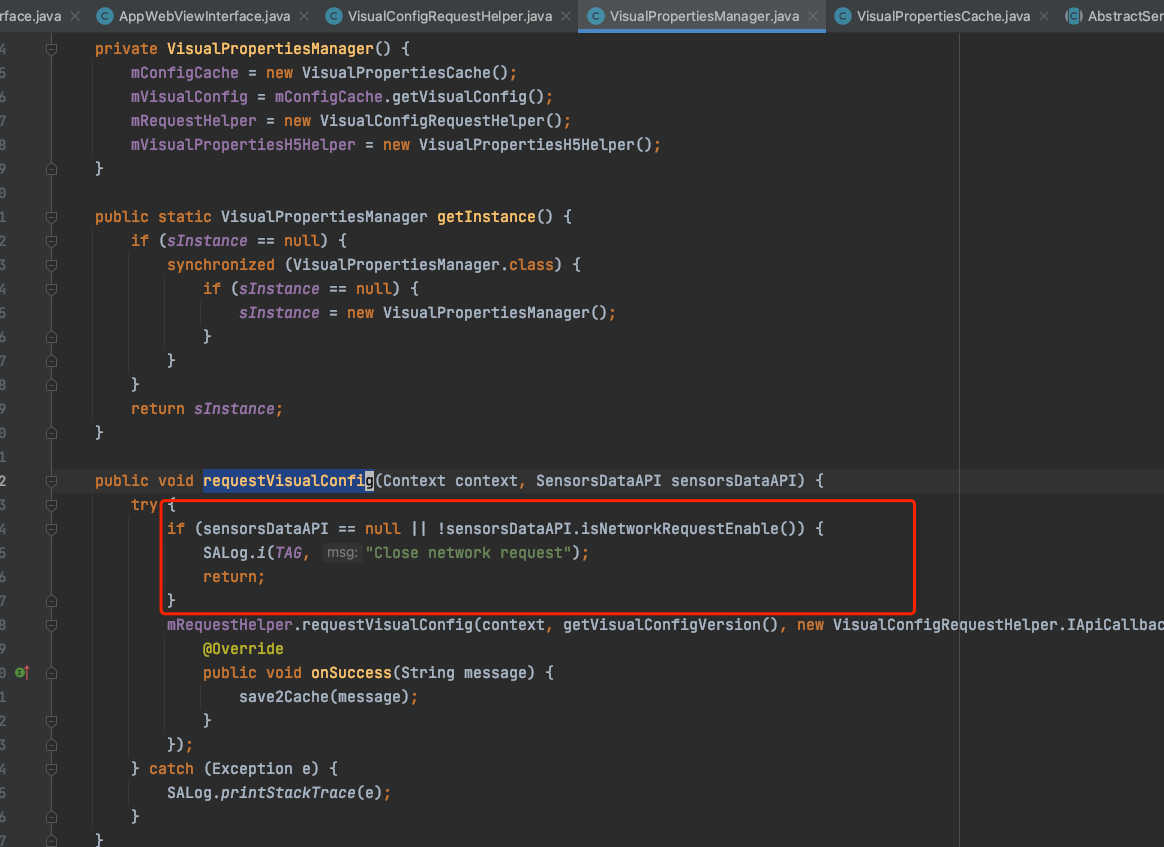 rface.java AppWebViewInterface.java VisualConfigRequestHelper.java VisualPropertiesManager.java VisualPropertiesCache.java AbstractSer
4 private VisualPropertiesManager() {
5 mConfigCache = new VisualPropertiesCache();
6 mVisualConfig = mConfigCache.getVisualConfig();
7 mRequestHelper = new VisualConfigRequestHelper();
8 mVisualPropertiesH5Helper = new VisualPropertiesH5Helper();
9 }
0
1 public static VisualPropertiesManager getInstance() {
2 if (sInstance == null) {
3 synchronized (VisualPropertiesManager.class) {
4 if (sInstance == null) {
5 sInstance = new VisualPropertiesManager();
6 }
7 }
8 }
9 return sInstance;
0 }
1
2 public void requestVisualConfig(Context context, SensorsDataAPI sensorsDataAPI) {
3 try {
4 if (sensorsDataAPI == null || !sensorsDataAPI.isNetworkRequestEnable()) {
5 SALog.i(TAG, msg: "Close network request");
6 return;
7 }
8 mRequestHelper.requestVisualConfig(context, getVisualConfigVersion(), new VisualConfigRequestHelper.IApiCallbac
9 @Override
0 public void onSuccess(String message) {
1 save2Cache(message);
2 }
3 });
4 } catch (Exception e) {
5 SALog.printStackTrace(e);
6 }
7 }